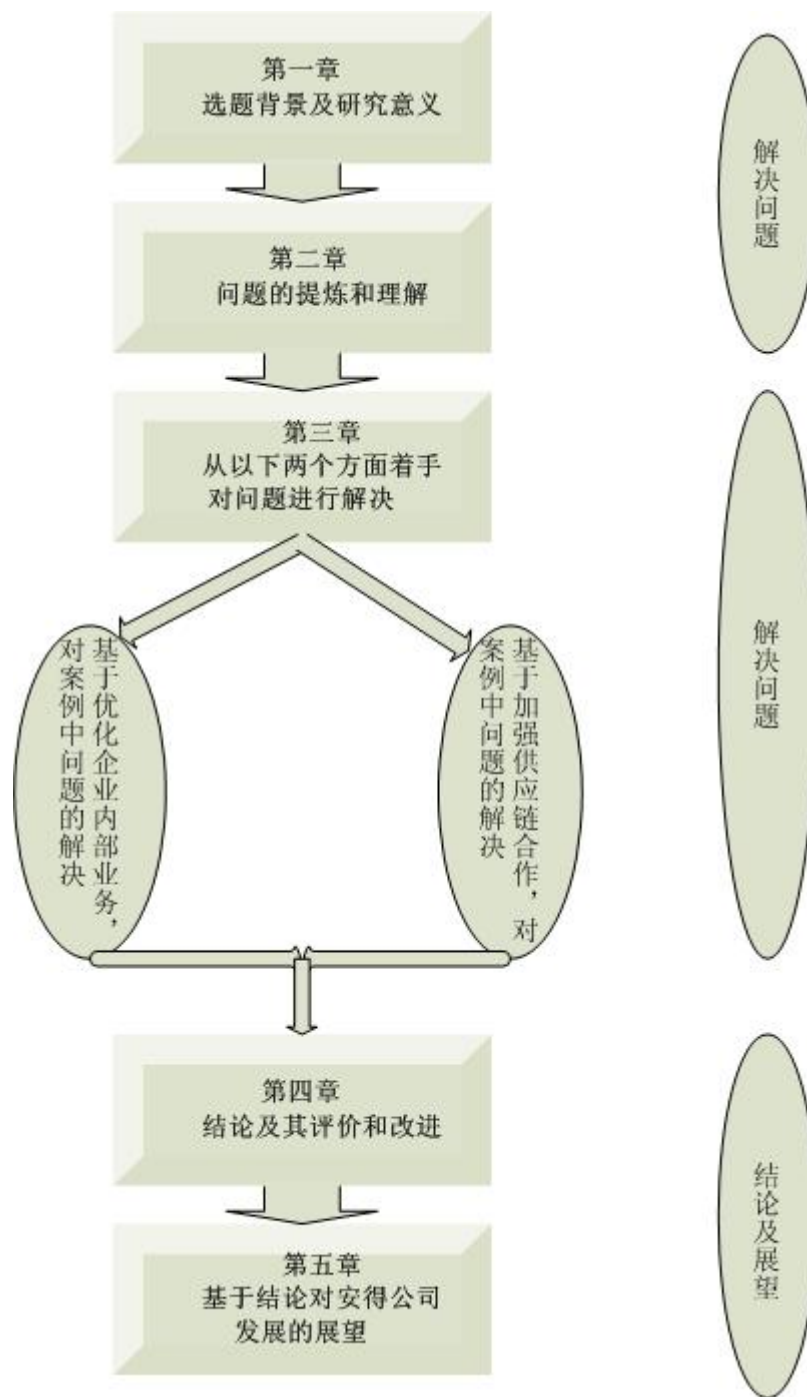 第一章
选题背景及研究意义
解决问题
第二章
问题的提炼和理解
第三章
从以下两个方面着手
对问题进行解决
基于优化企业内部业务，
对案例中问题的解决
基于加强供应链合作，对
案例中问题的解决
解决问题
第四章
结论及其评价和改进
第五章
基于结论对安得公司
发展的展望
结论及展望